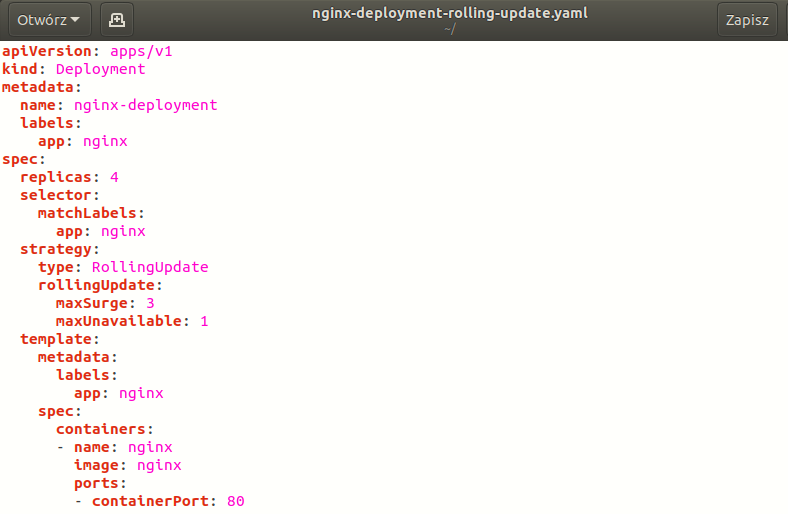 Otwórz
nginx-deployment-rolling-update.yaml
~/
Zapisz
apiVersion: apps/v1
kind: Deployment
metadata:
  name: nginx-deployment
  labels:
    app: nginx
spec:
  replicas: 4
  selector:
    matchLabels:
      app: nginx
  strategy:
    type: RollingUpdate
    rollingUpdate:
      maxSurge: 3
      maxUnavailable: 1
  template:
    metadata:
      labels:
        app: nginx
    spec:
      containers:
      - name: nginx
        image: nginx
        ports:
        - containerPort: 80